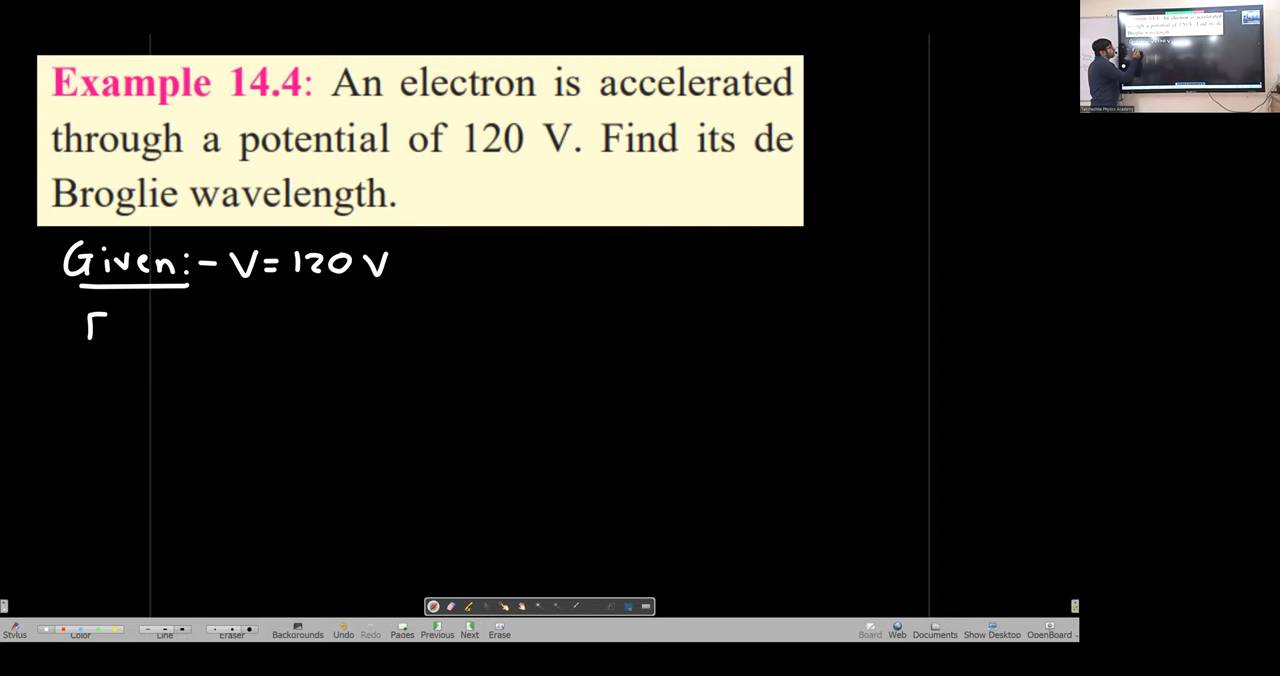 Example 14.4: An electron is accelerated
through a potential of 120 V. Find its de
Broglie wavelength.
Given:- V = 120 V
Stylus
Color
Line
Eraser
Backgrounds
Undo
Redo
Pages
Previous
Next
Erase
Board
Web
Documents
Show Desktop
OpenBoard